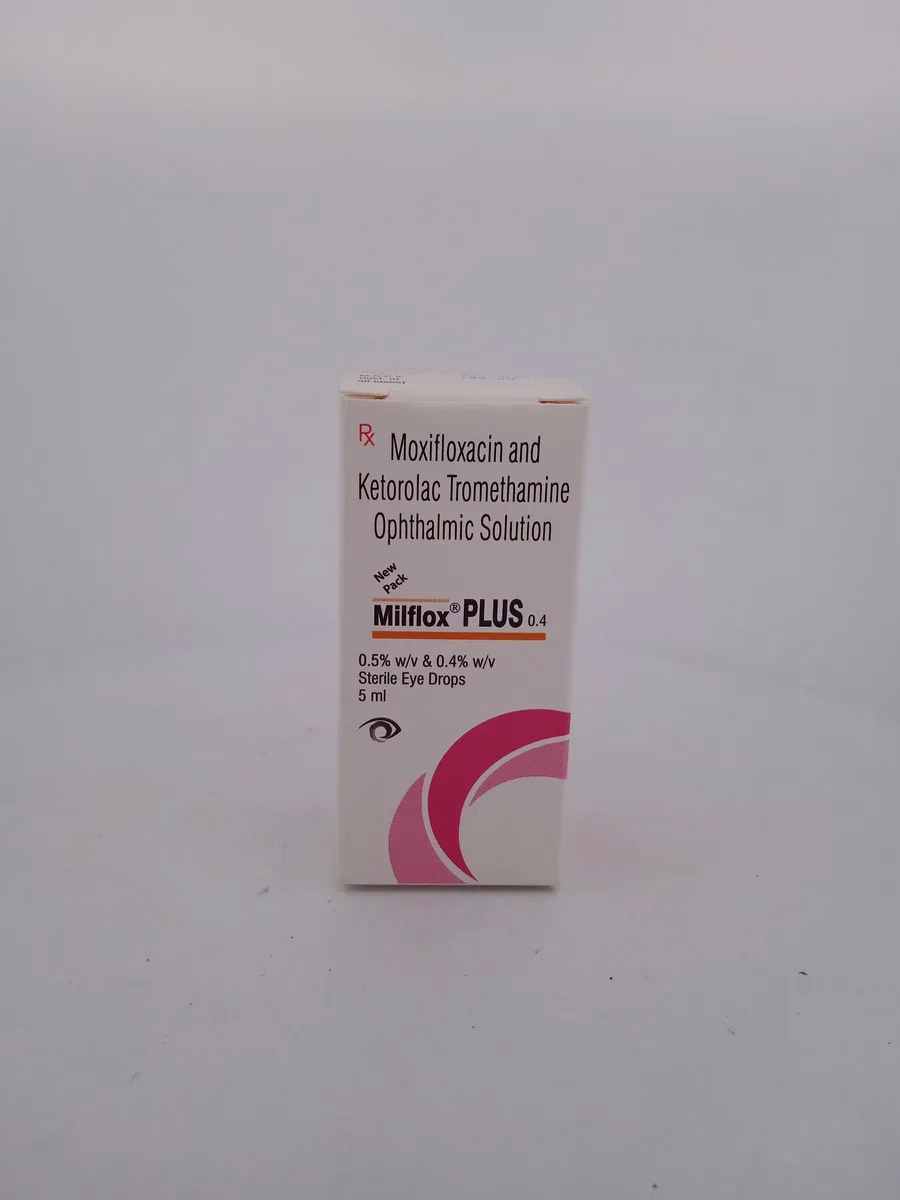 Rx
Moxifloxacin and
Ketorolac Tromethamine
Ophthalmic Solution
New
Pack
Milflox® PLUS 0.4
0.5% w/v & 0.4% w/v
Sterile Eye Drops
5 ml